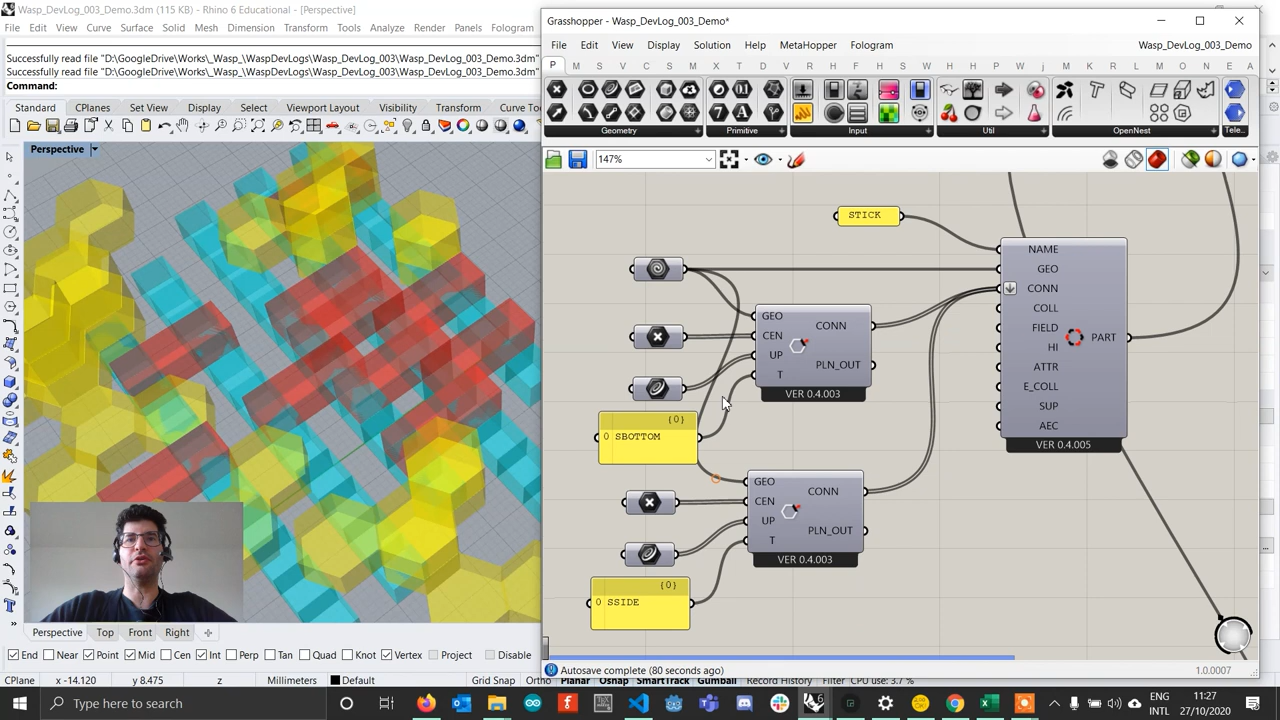 Wasp_DevLog_003_Demo.3dm (115 KB) - Rhino 6 Educational - [Perspective]
File Edit View Curve Surface Solid Mesh Dimension Transform Tools Analyze Render Panels Fologram
Successfully read file "D:\GoogleDrive\Works\_Wasp_\WaspDevLogs\WaspDevLog_003\Wasp_DevLog_003_Demo.3dm"
Successfully read file "D:\GoogleDrive\Works\_Wasp_\WaspDevLogs\WaspDevLog_003\Wasp_DevLog_003_Demo.3dm"
Command:
Standard CPlanes Set View Display Select Viewport Layout Visibility Transform Curve Too
Perspective
Perspective Top Front Right
End Near Point Mid Cen Int Perp Tan Quad Knot Vertex Project Disable
CPlane x -14.120 y 8.475 z Millimeters Default Grid Snap Ortho Planar Osnap SmartTrack Gumball Record History Filter CPU use: 3.7 %
Grasshopper - Wasp_DevLog_003_Demo*
File Edit View Display Solution Help MetaHopper Fologram Wasp_DevLog_003_Demo
P M S V C S M X T D A K L W H R H F H S W N P M C R P L D N E A
Geometry Primitive Input Util OpenNest Tele...
147%
STICK
NAME
GEO
CONN
COLL
FIELD
HI
ATTR
E_COLL
SUP
AEC
PART
VER 0.4.005
GEO
CEN
UP
T
CONN
PLN_OUT
VER 0.4.003
{0}
0 SBOTTOM
GEO
CEN
UP
T
CONN
PLN_OUT
VER 0.4.003
{0}
0 SSIDE
Autosave complete (80 seconds ago)
1.0.0007
Type here to search
ENG
INTL
11:27
27/10/2020